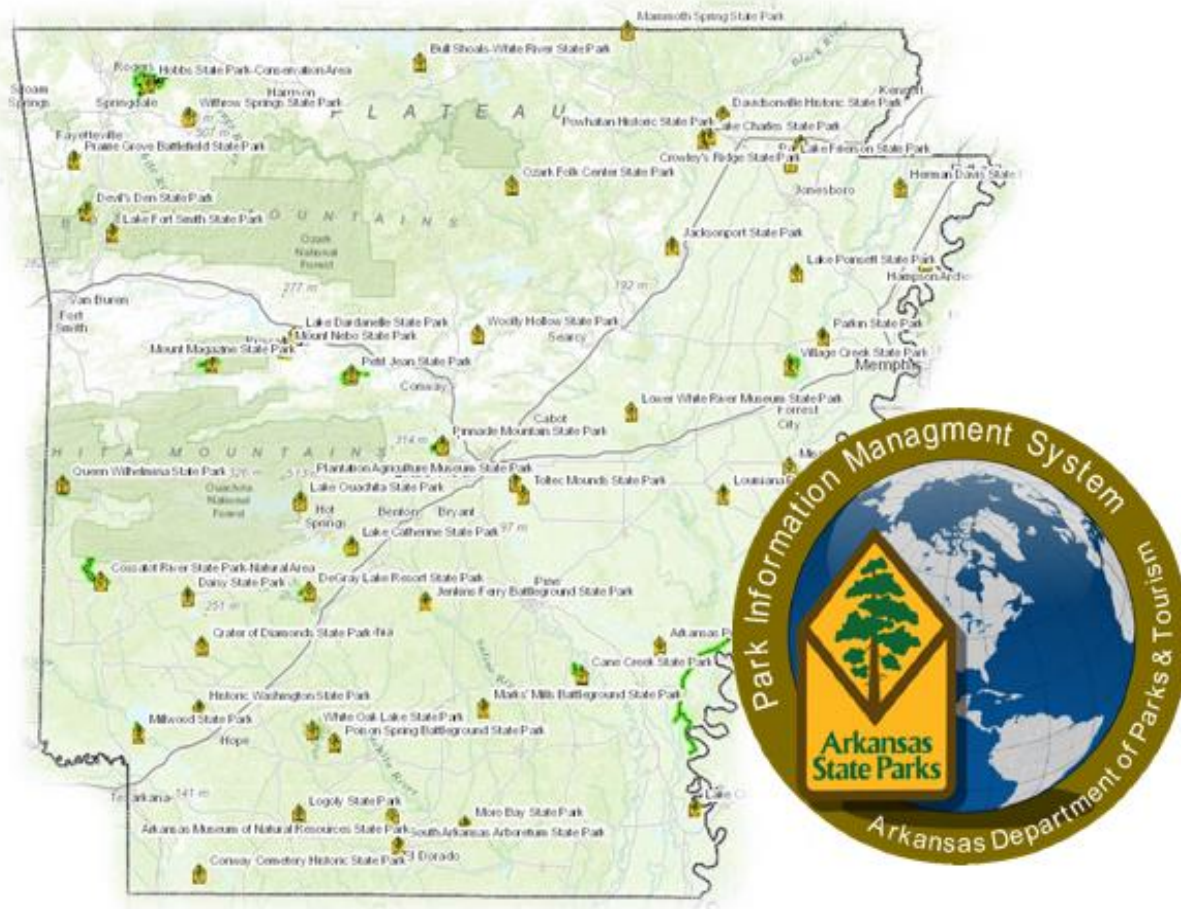 Mammoth Spring State Park
Bull Shoals-White River State Park
Black River
Rogers
Hobbs State Park-Conservation Area
Springs
Springdale
Harrison
Withrow Springs State Park
PLATEAU
Davidsonville Historic State Park
Powhatan Historic State Park
Lake Charles State Park
Fayetteville
Prairie Grove Battlefield State Park
Lake Frierson State Park
Crowley's Ridge State Park
Ozark Folk Center State Park
Jonesboro
Herman Davis State
Devil's Den State Park
MOUNTAINS
Lake Fort Smith State Park
Ozark
National
Forest
Jacksonport State Park
Lake Poinsett State Park
Hampson Arche
277 m
192 m
Van Buren
Fort
Smith
Lake Dardanelle State Park
Mount Nebo State Park
Woolly Hollow State Park
Searcy
Parkin State Park
Mount Magazine State Park
Village Creek State Park
Petit Jean State Park
Memphis
Conway
Lower White River Museum State Park
Cabot
Forrest
City
314 m
Pinnacle Mountain State Park
HITA MOUNTAINS
Queen Wilhelmina State Park
Plantation Agriculture Museum State Park
Toltec Mounds State Park
Louisiana
Lake Ouachita State Park
Ouachita
National
Forest
Hot
Springs
Benton
Bryant
97 m
Lake Catherine State Park
Cossatot River State Park-Natural Area
Daisy State Park
DeGray Lake Resort State Park
Pine
Jenkins Ferry Battleground State Park
251 m
Crater of Diamonds State Park
Arkansas P
Cane Creek State Park
Historic Washington State Park
Marks' Mills Battleground State Park
Millwood State Park
White Oak Lake State Park
Hope
Poison Spring Battleground State Park
Texarkana
141 m
Logoly State Park
Moro Bay State Park
Lake C
Arkansas Museum of Natural Resources State Park
South Arkansas Arboretum State Park
El Dorado
Conway Cemetery Historic State Park
Park Information Managment System
Arkansas
State Parks
Arkansas Department of Parks & Tourism